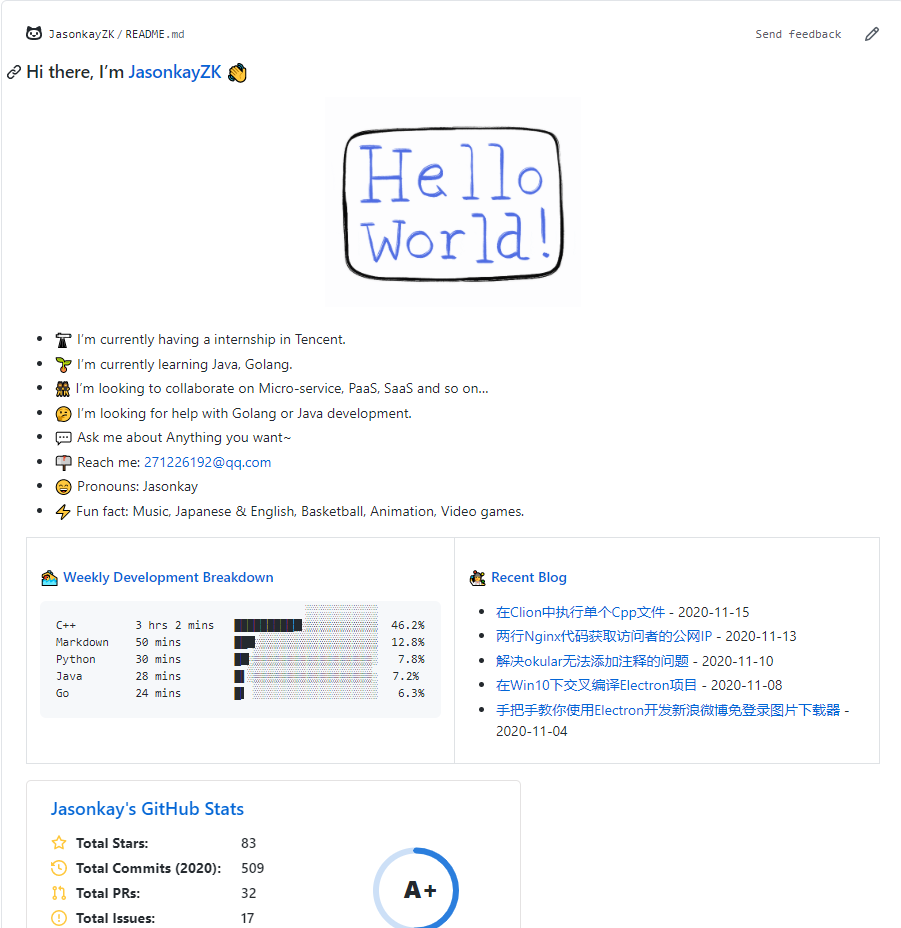 JasonkayZK/README.md
Send feedback
Hi there, I'm JasonkayZK
Hello
World!
I'm currently having a internship in Tencent.
I'm currently learning Java, Golang.
I'm looking to collaborate on Micro-service, PaaS, SaaS and so on...
I'm looking for help with Golang or Java development.
Ask me about Anything you want~
Reach me: 271226192@qq.com
Pronouns: Jasonkay
Fun fact: Music, Japanese & English, Basketball, Animation, Video games.
Weekly Development Breakdown
C++ 3 hrs 2 mins 46.2%
Markdown 50 mins 12.8%
Python 30 mins 7.8%
Java 28 mins 7.2%
Go 24 mins 6.3%
Recent Blog
在Clion中执行单个Cpp文件 - 2020-11-15
两行Nginx代码获取访问者的公网IP - 2020-11-13
解决okular无法添加注释的问题 - 2020-11-10
在Win10下交叉编译Electron项目 - 2020-11-08
手把手教你使用Electron开发新浪微博免登录图片下载器 -
2020-11-04
Jasonkay's GitHub Stats
Total Stars: 83
Total Commits (2020): 509
Total PRs: 32
Total Issues: 17
A+